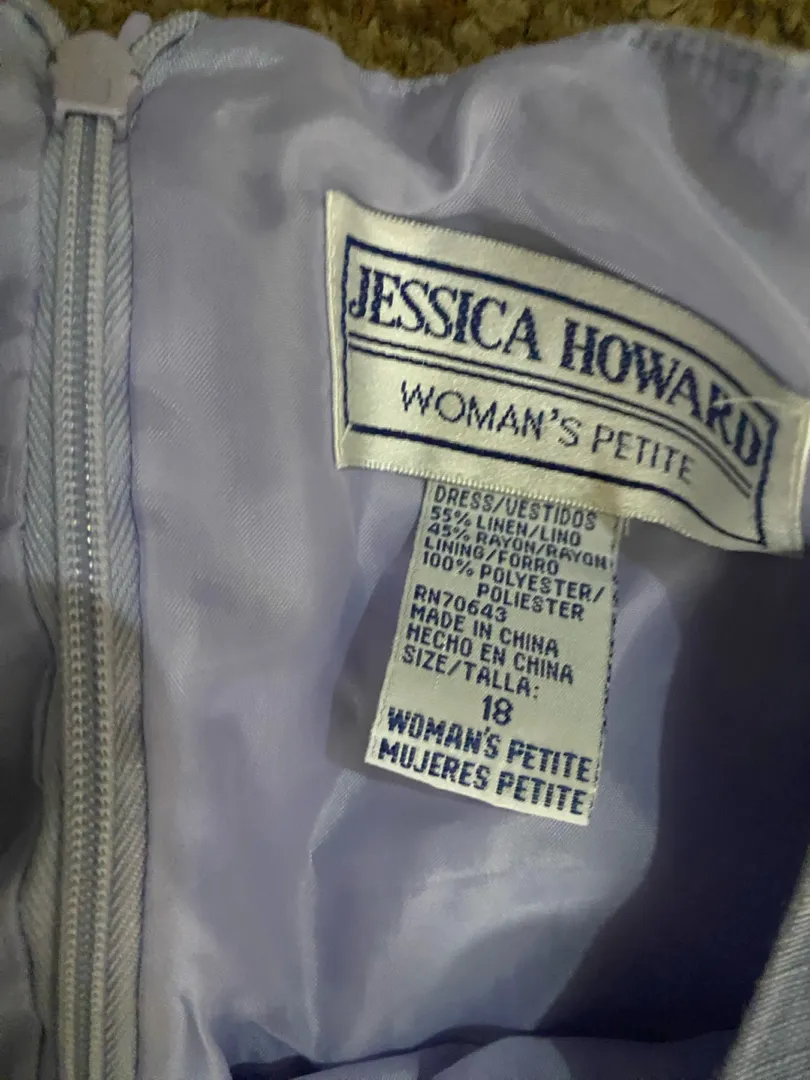 JESSICA HOWARD
WOMAN'S PETITE
DRESS/VESTIDOS
55% LINEN/LINO
45% RAYON/RAYON
LINING/FORRO
100% POLYESTER/
POLIESTER
RN70643
MADE IN CHINA
HECHO EN CHINA
SIZE/TALLA:
18
WOMAN'S PETITE
MUJERES PETITE